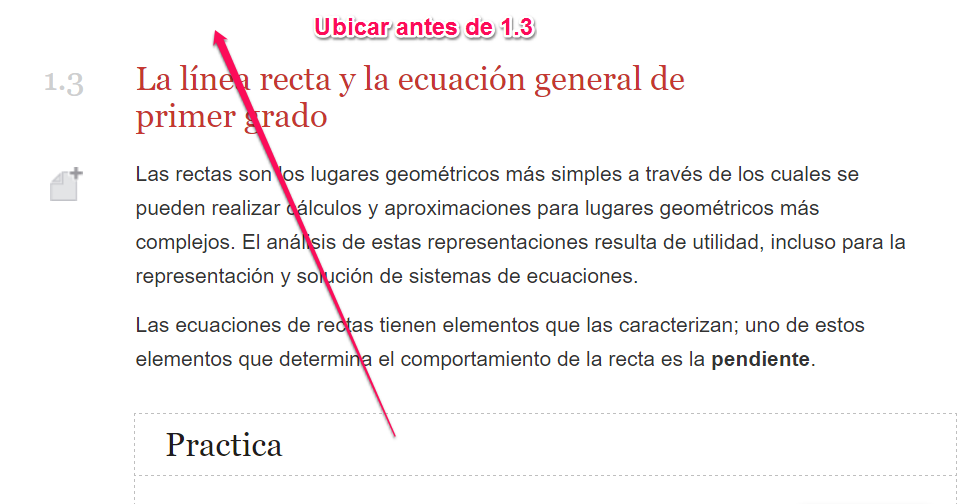 Ubicar antes de 1.3
1.3
La línea recta y la ecuación general de
primer grado
Las rectas son los lugares geométricos más simples a través de los cuales se
pueden realizar cálculos y aproximaciones para lugares geométricos más
complejos. El análisis de estas representaciones resulta de utilidad, incluso para la
representación y solución de sistemas de ecuaciones.
Las ecuaciones de rectas tienen elementos que las caracterizan; uno de estos
elementos que determina el comportamiento de la recta es la pendiente.
Practica